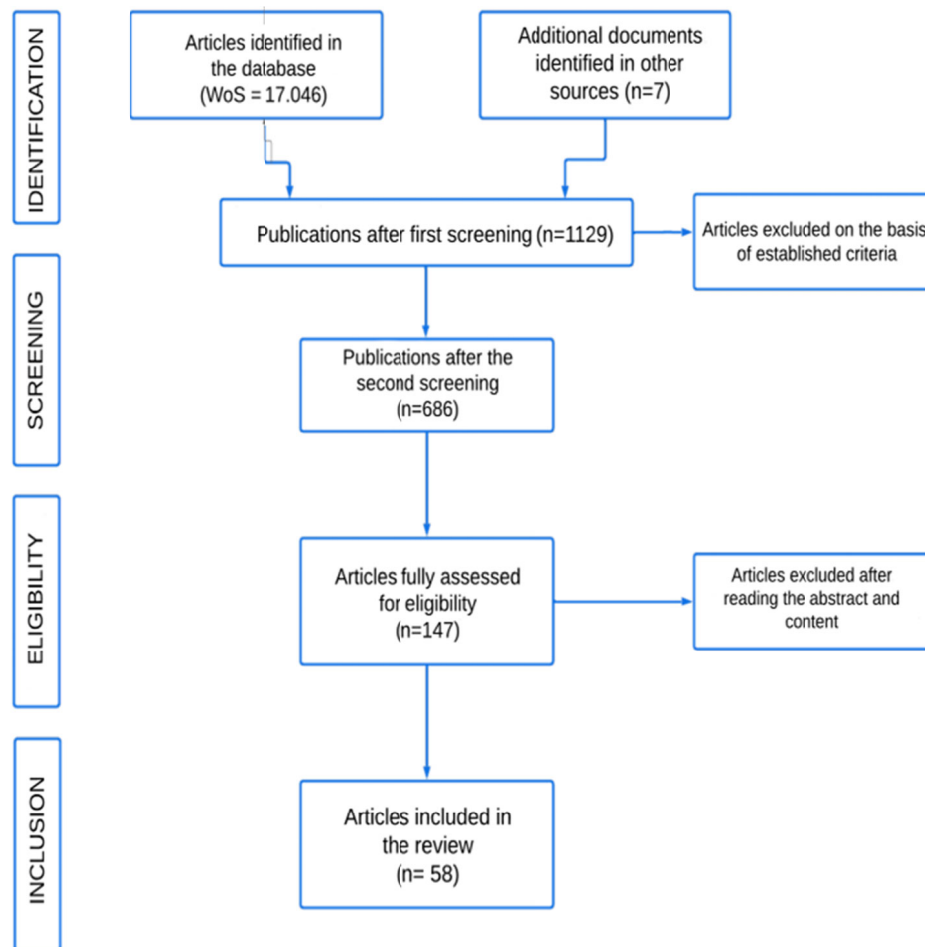 IDENTIFICATION
Articles identified in
the database
(WoS = 17.046)
Additional documents
identified in other
sources (n=7)
Publications after first screening (n=1129)
Articles excluded on the basis
of established criteria
SCREENING
Publications after the
second screening
(n=686)
ELIGIBILITY
Articles fully assessed
for eligibility
(n=147)
Articles excluded after
reading the abstract and
content
INCLUSION
Articles included in
the review
(n= 58)